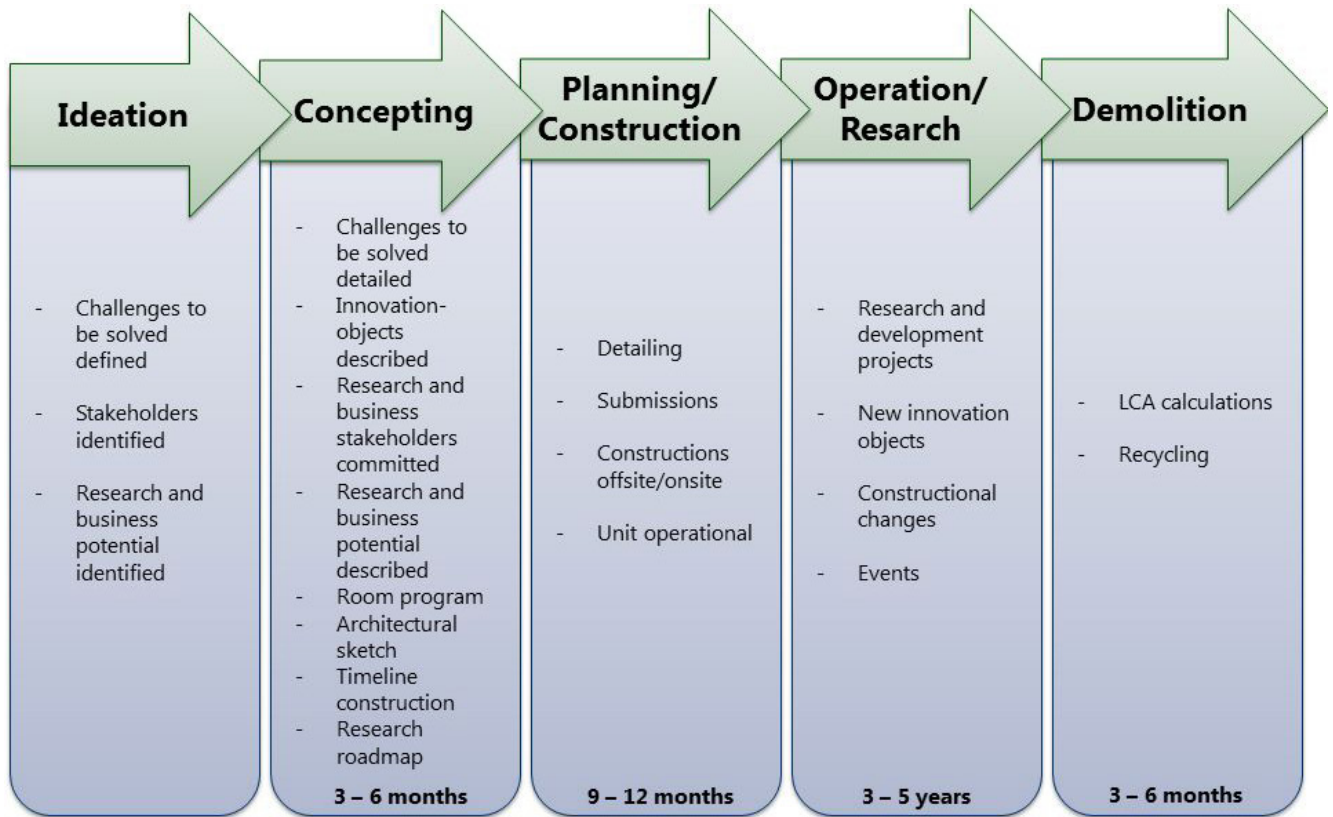 Ideation
- Challenges to
be solved
defined
- Stakeholders
identified
- Research and
business
potential
identified
Concepting
- Challenges to
be solved
detailed
- Innovation-
objects
described
- Research and
business
stakeholders
committed
- Research and
business
potential
described
- Room program
- Architectural
sketch
- Timeline
construction
- Research
roadmap
3 – 6 months
Planning/
Construction
- Detailing
- Submissions
- Constructions
offsite/onsite
- Unit operational
9 – 12 months
Operation/
Resarch
- Research and
development
projects
- New innovation
objects
- Constructional
changes
- Events
3 – 5 years
Demolition
- LCA calculations
- Recycling
3 – 6 months